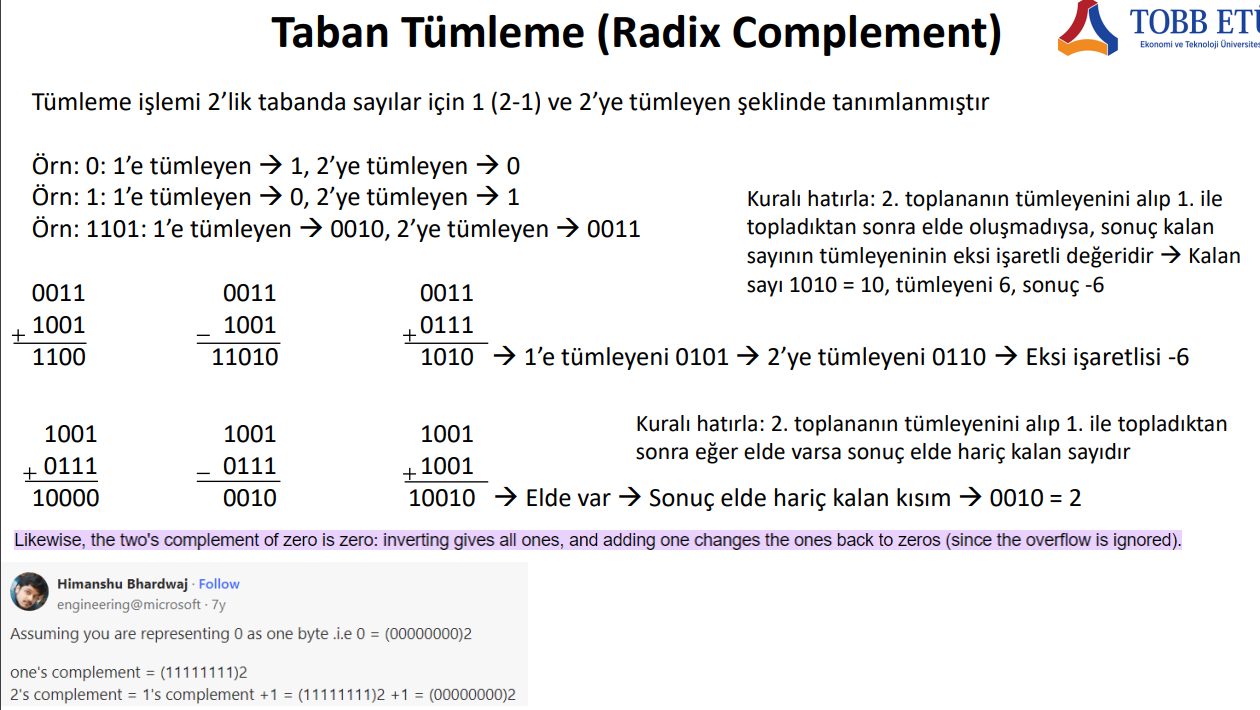 Taban Tümleme (Radix Complement)
TOBB ETÜ
Ekonomi ve Teknoloji Üniversites
Tümleme işlemi 2’lik tabanda sayılar için 1 (2-1) ve 2’ye tümleyen şeklinde tanımlanmıştır
Örn: 0: 1’e tümleyen → 1, 2’ye tümleyen → 0
Örn: 1: 1’e tümleyen → 0, 2’ye tümleyen → 1
Örn: 1101: 1’e tümleyen → 0010, 2’ye tümleyen → 0011
Kuralı hatırla: 2. toplananın tümleyenini alıp 1. ile
topladıktan sonra elde oluşmadıysa, sonuç kalan
sayının tümleyeninin eksi işaretli değeridir → Kalan
sayı 1010 = 10, tümleyeni 6, sonuç -6
0011 0011 0011
+ 1001 – 1001 + 0111
1100 11010 1010 → 1’e tümleyeni 0101 → 2’ye tümleyeni 0110 → Eksi işaretlisi -6
Kuralı hatırla: 2. toplananın tümleyenini alıp 1. ile topladıktan
sonra eğer elde varsa sonuç elde hariç kalan sayıdır
1001 1001 1001
+ 0111 – 0111 + 1001
10000 0010 10010 → Elde var → Sonuç elde hariç kalan kısım → 0010 = 2
Likewise, the two's complement of zero is zero: inverting gives all ones, and adding one changes the ones back to zeros (since the overflow is ignored).
Himanshu Bhardwaj · Follow
engineering@microsoft · 7y
Assuming you are representing 0 as one byte .i.e 0 = (00000000)2
one's complement = (11111111)2
2's complement = 1's complement +1 = (11111111)2 +1 = (00000000)2